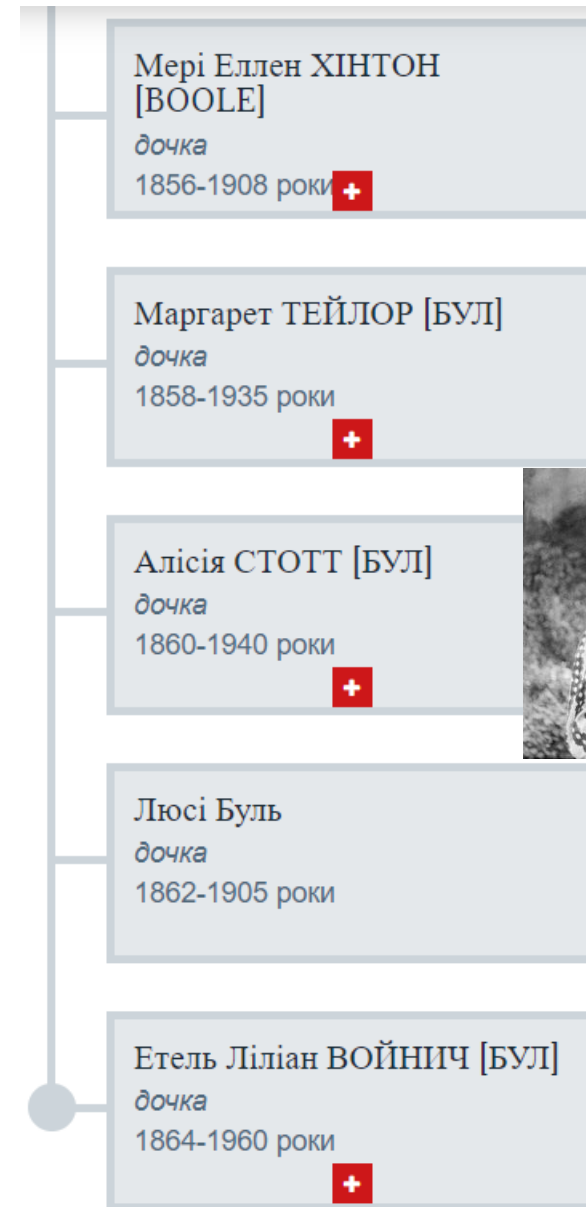 Мері Еллен ХІНТОН
[BOOLE]
дочка
1856-1908 роки
Маргарет ТЕЙЛОР [БУЛ]
дочка
1858-1935 роки
Алісія СТОТТ [БУЛ]
дочка
1860-1940 роки
Люсі Буль
дочка
1862-1905 роки
Етель Ліліан ВОЙНИЧ [БУЛ]
дочка
1864-1960 роки